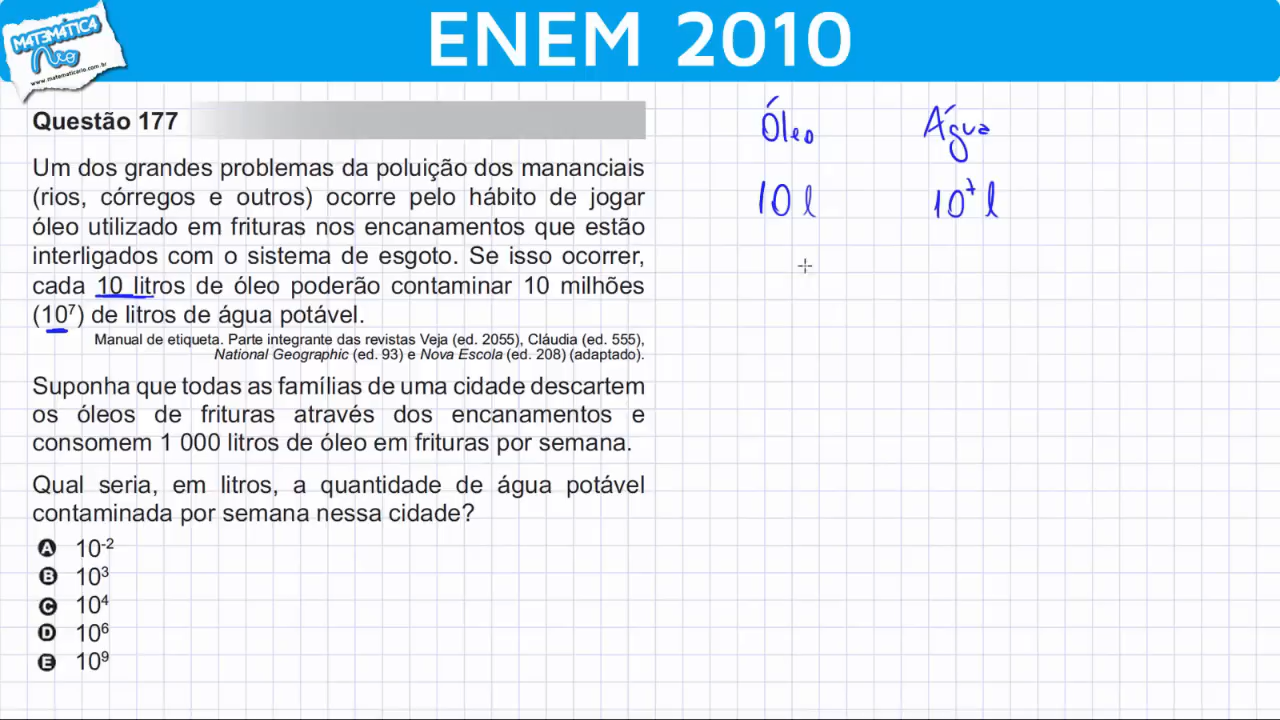 MATEMÁTICA
Rio
www.matematicario.com.br
ENEM 2010
Questão 177
Um dos grandes problemas da poluição dos mananciais
(rios, córregos e outros) ocorre pelo hábito de jogar
óleo utilizado em frituras nos encanamentos que estão
interligados com o sistema de esgoto. Se isso ocorrer,
cada 10 litros de óleo poderão contaminar 10 milhões
(10⁷) de litros de água potável.
Manual de etiqueta. Parte integrante das revistas Veja (ed. 2055), Cláudia (ed. 555),
National Geographic (ed. 93) e Nova Escola (ed. 208) (adaptado).
Suponha que todas as famílias de uma cidade descartem
os óleos de frituras através dos encanamentos e
consomem 1 000 litros de óleo em frituras por semana.
Qual seria, em litros, a quantidade de água potável
contaminada por semana nessa cidade?
A 10⁻²
B 10³
C 10⁴
D 10⁶
E 10⁹
Óleo Água
10 l 10⁷ l